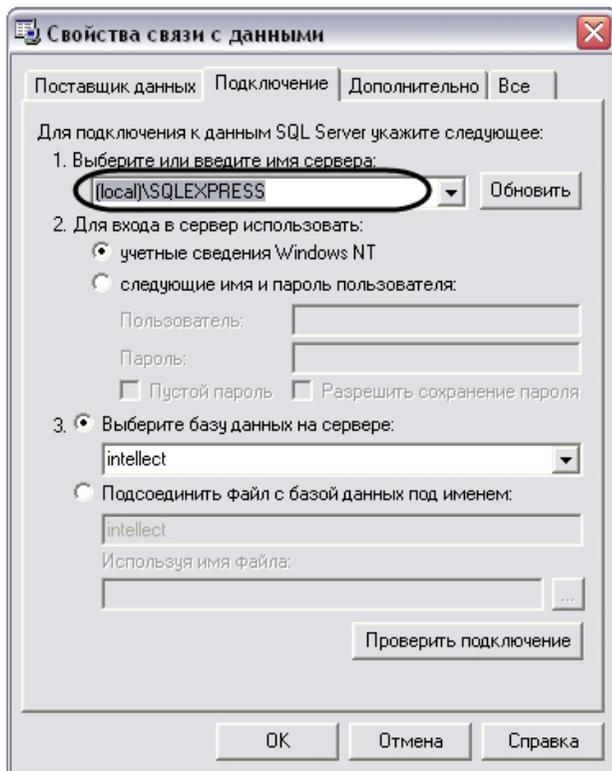 Свойства связи с данными
Поставщик данных Подключение Дополнительно Все
Для подключения к данным SQL Server укажите следующее:
1. Выберите или введите имя сервера:
(local)\SQLEXPRESS Обновить
2. Для входа в сервер использовать:
учетные сведения Windows NT
следующие имя и пароль пользователя:
Пользователь:
Пароль:
Пустой пароль Разрешить сохранение пароля
3. Выберите базу данных на сервере:
intellect
Подсоединить файл с базой данных под именем:
intellect
Используя имя файла:
...
Проверить подключение
OK Отмена Справка